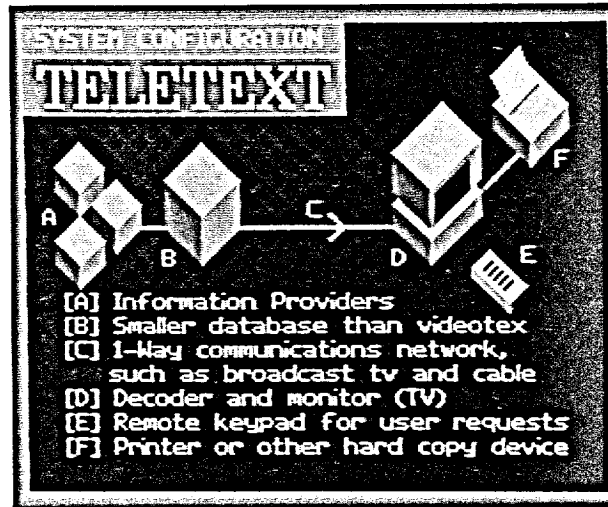 SYSTEM CONFIGURATION
TELETEXT
A
B
C
D
E
F
[A] Information Providers
[B] Smaller database than videotex
[C] 1-Way communications network,
such as broadcast tv and cable
[D] Decoder and monitor (TV)
[E] Remote keypad for user requests
[F] Printer or other hard copy device